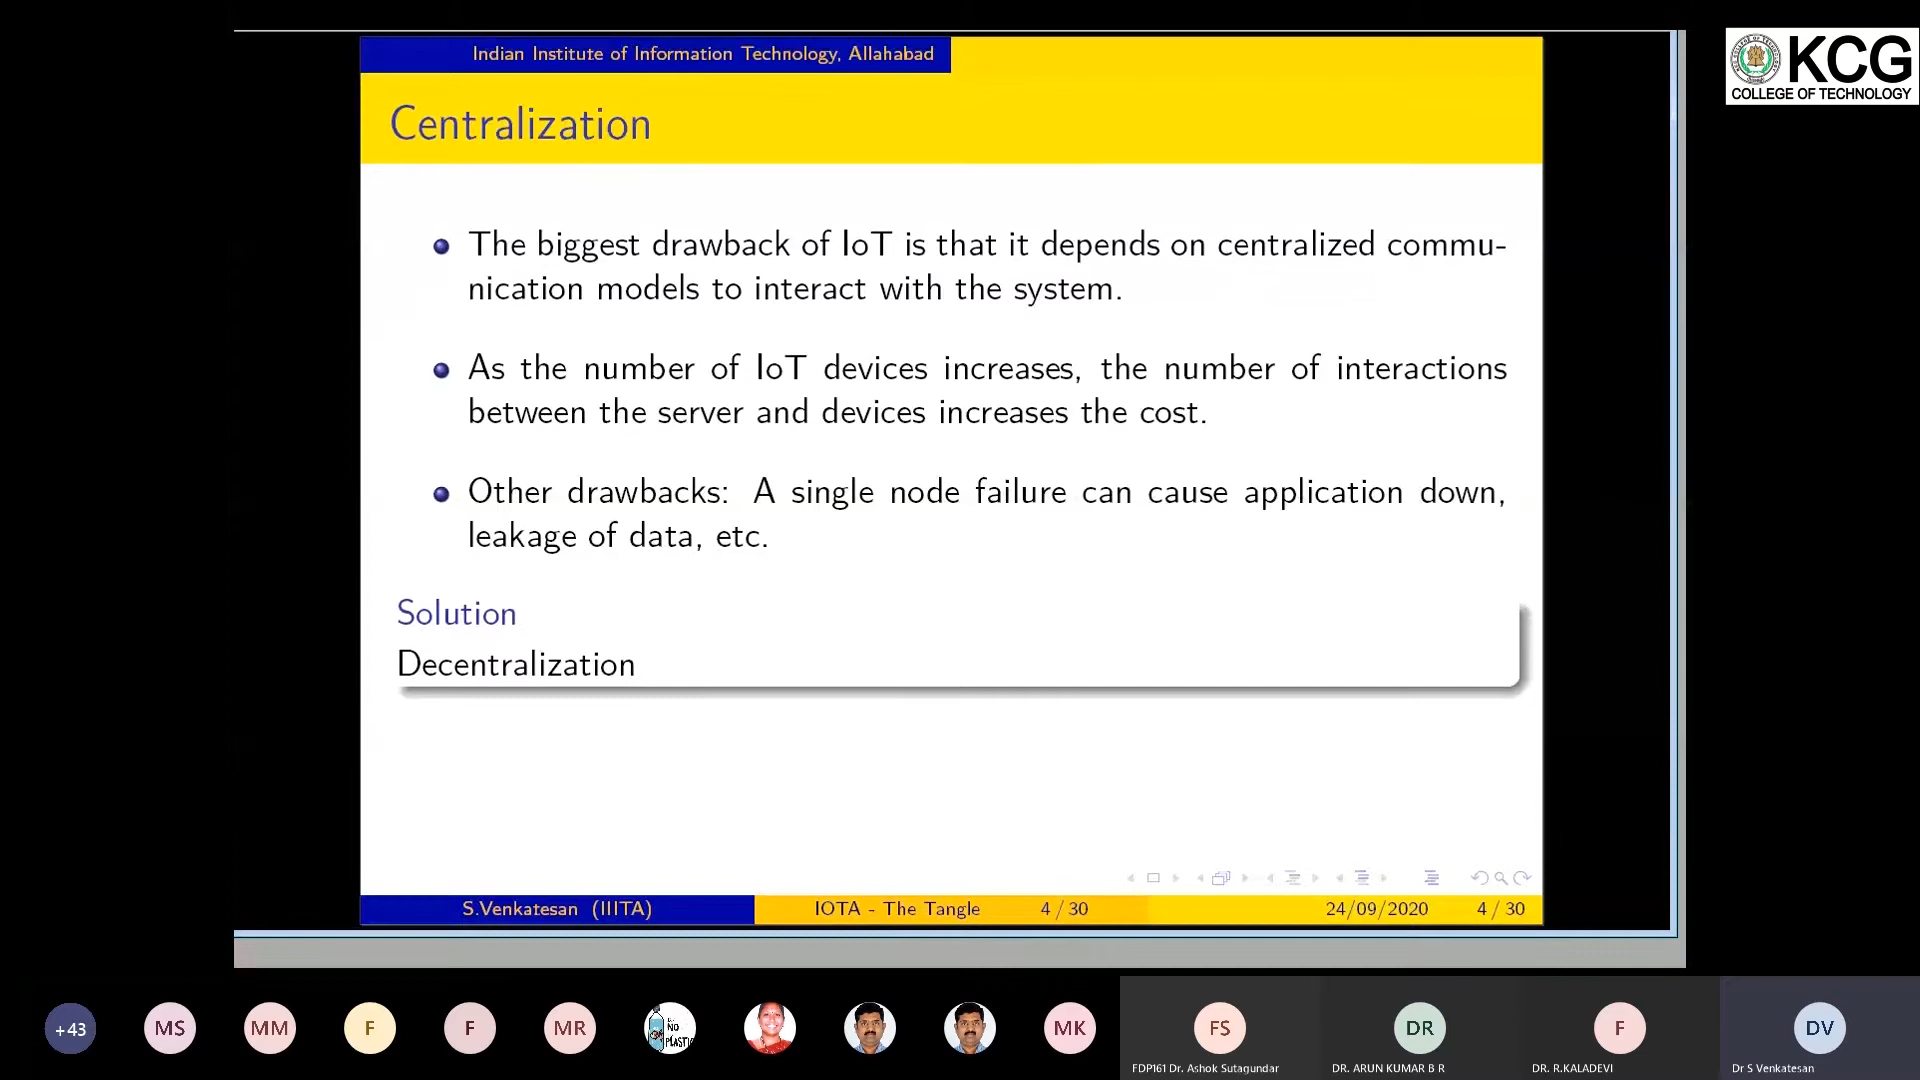 Indian Institute of Information Technology, Allahabad
KCG
COLLEGE OF TECHNOLOGY
Centralization
The biggest drawback of IoT is that it depends on centralized commu-
nication models to interact with the system.
As the number of IoT devices increases, the number of interactions
between the server and devices increases the cost.
Other drawbacks: A single node failure can cause application down,
leakage of data, etc.
Solution
Decentralization
S.Venkatesan (IIITA) IOTA - The Tangle 4 / 30 24/09/2020 4 / 30
+43 MS MM F F MR NO PLASTIC MK FS DR F DV
FDP161 Dr. Ashok Sutagundar DR. ARUN KUMAR B R DR. R.KALADEVI Dr S Venkatesan